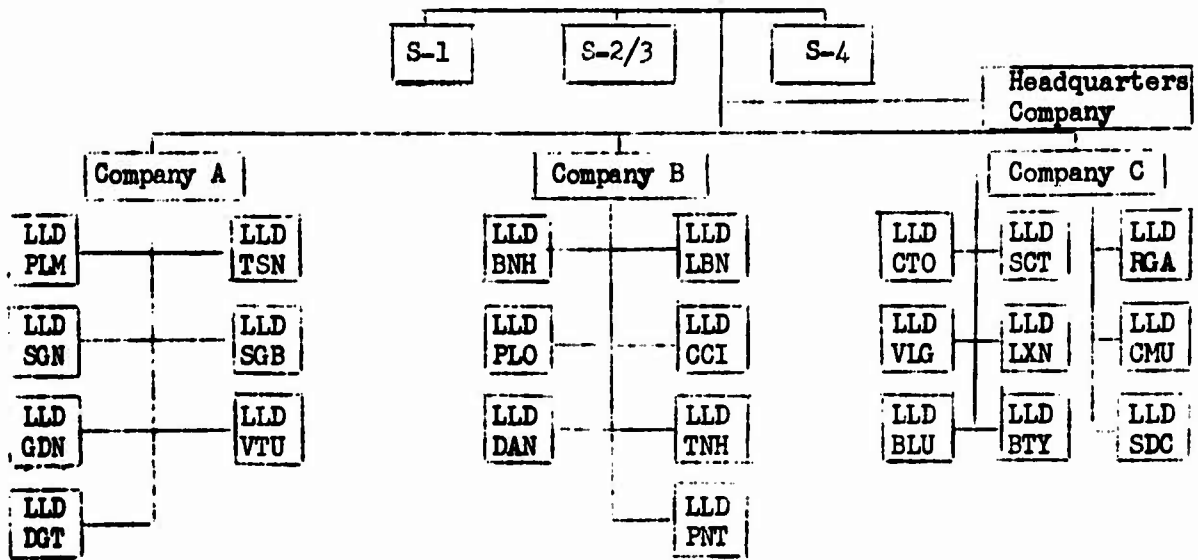 S-1
S-2/3
S-4
Headquarters
Company
Company A
Company B
Company C
LLD
PLM
LLD
TSN
LLD
SGN
LLD
SGB
LLD
GDN
LLD
VTU
LLD
DGT
LLD
BNH
LLD
LBN
LLD
PLO
LLD
CCI
LLD
DAN
LLD
TNH
LLD
PNT
LLD
CTO
LLD
SCT
LLD
RGA
LLD
VLG
LLD
LXN
LLD
CMU
LLD
BLU
LLD
BTY
LLD
SDC